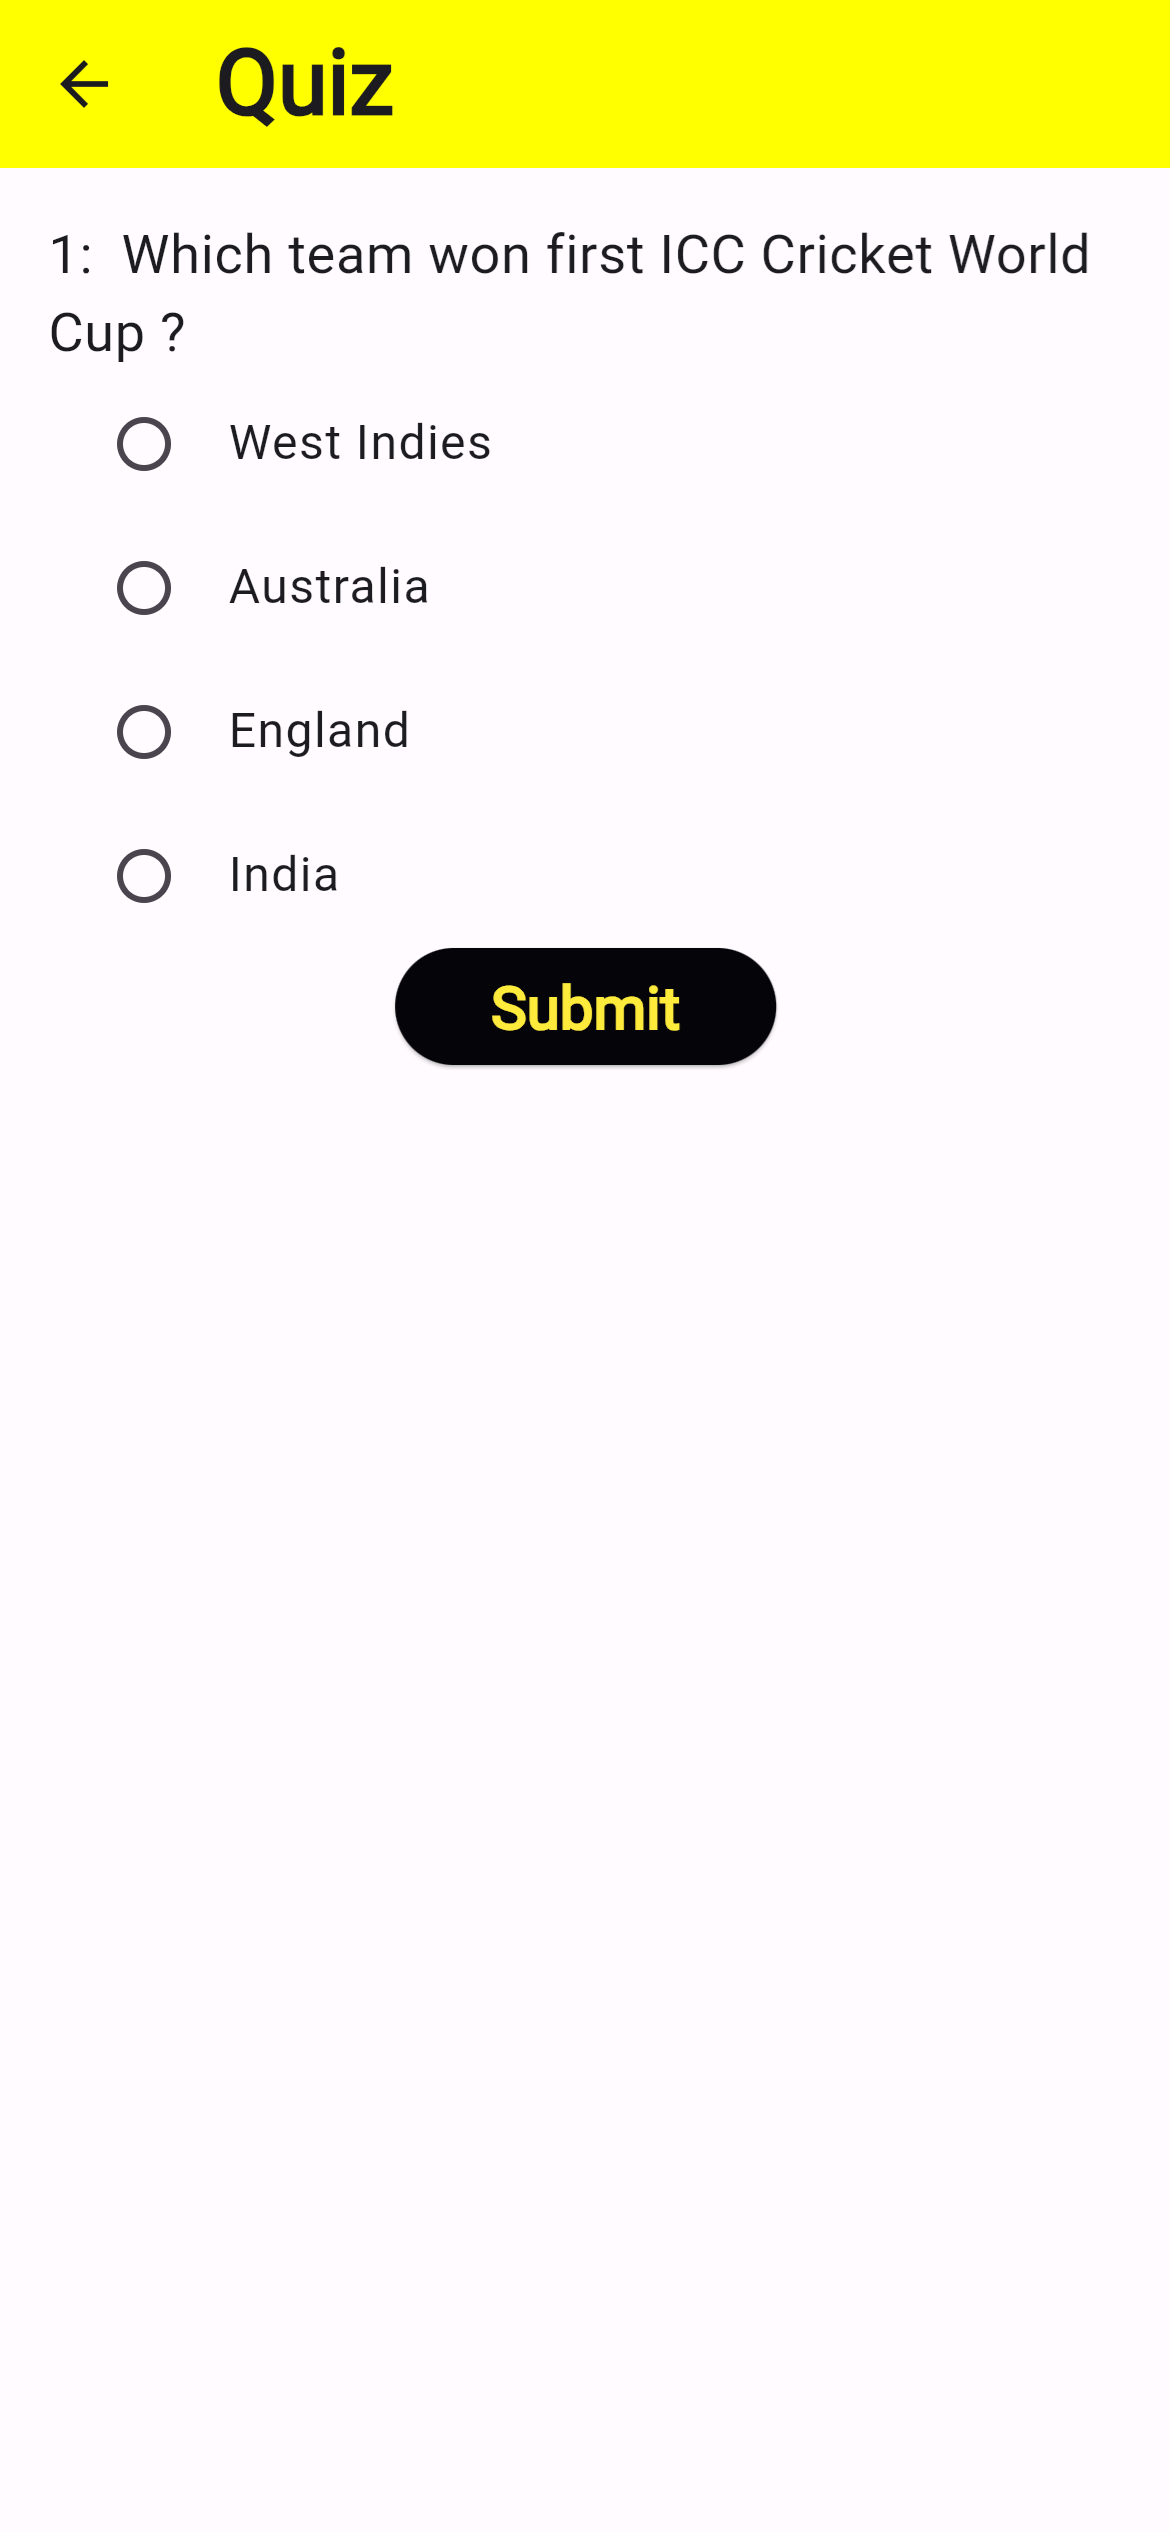 Quiz
1:  Which team won first ICC Cricket World
Cup ?
West Indies
Australia
England
India
Submit